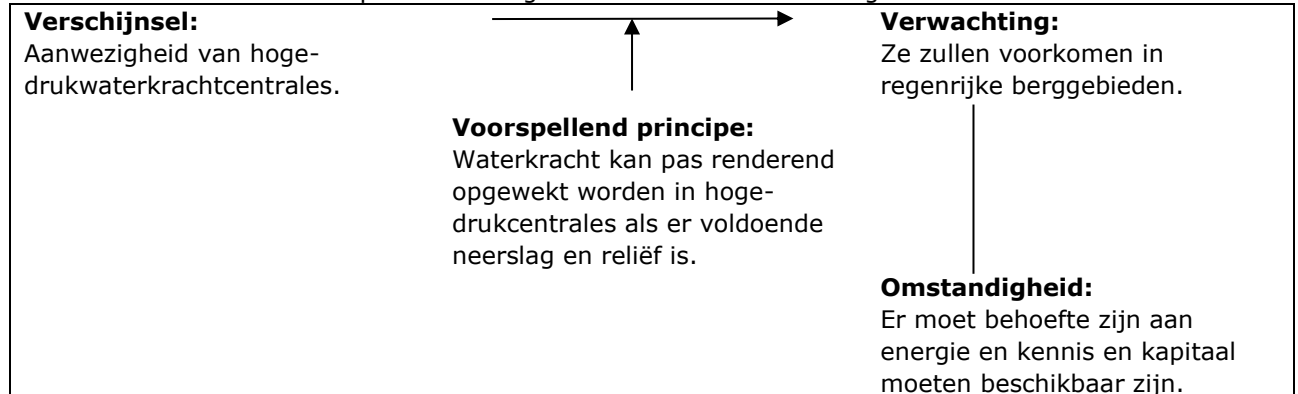 Verschijnsel:
Aanwezigheid van hoge-
drukwaterkrachtcentrales.
Verwachting:
Ze zullen voorkomen in
regenrijke berggebieden.
Voorspellend principe:
Waterkracht kan pas renderend
opgewekt worden in hoge-
drukcentrales als er voldoende
neerslag en reliëf is.
Omstandigheid:
Er moet behoefte zijn aan
energie en kennis en kapitaal
moeten beschikbaar zijn.